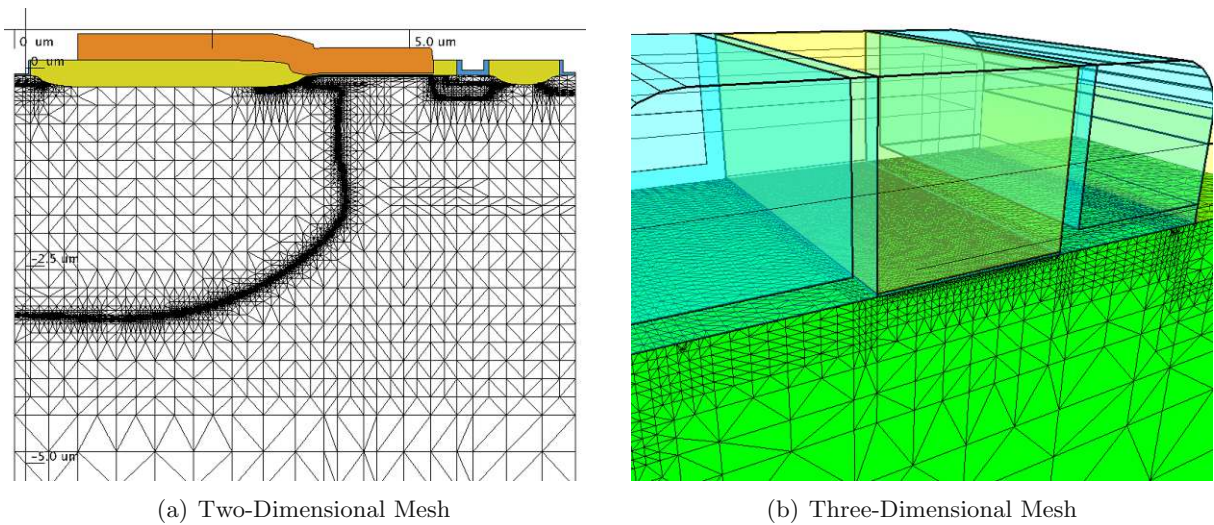 0 um
5.0 um
0 um
-2.5 um
-5.0 um
(a) Two-Dimensional Mesh
(b) Three-Dimensional Mesh